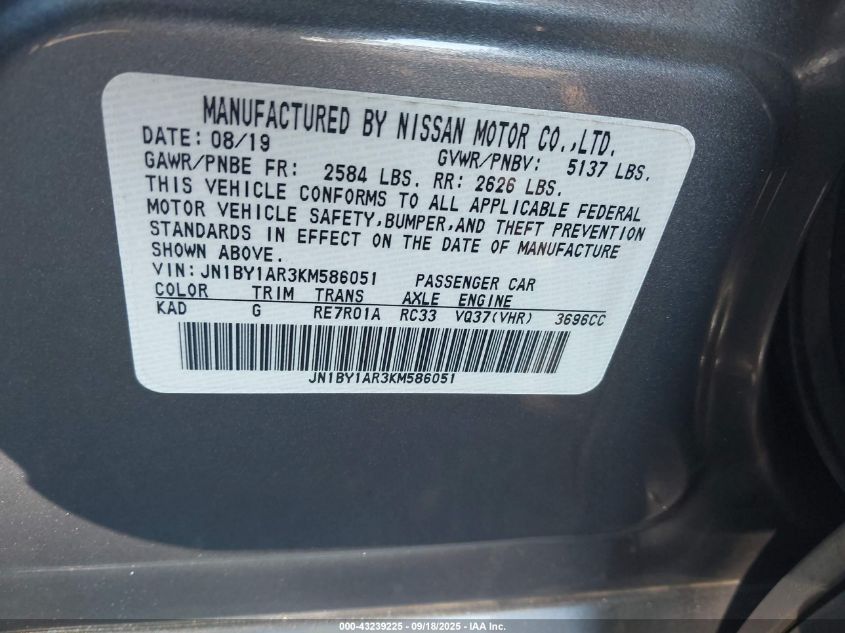 MANUFACTURED BY NISSAN MOTOR CO.,LTD.
DATE: 08/19 GVWR/PNBV: 5137 LBS.
GAWR/PNBE FR: 2584 LBS. RR: 2626 LBS.
THIS VEHICLE CONFORMS TO ALL APPLICABLE FEDERAL
MOTOR VEHICLE SAFETY,BUMPER,AND THEFT PREVENTION
STANDARDS IN EFFECT ON THE DATE OF MANUFACTURE
SHOWN ABOVE.
VIN:JN1BY1AR3KM586051 PASSENGER CAR
COLOR TRIM TRANS AXLE ENGINE
KAD G RE7R01A RC33 VQ37(VHR) 3696CC
JN1BY1AR3KM586051
000-43239225 - 09/18/2025 - IAA Inc.